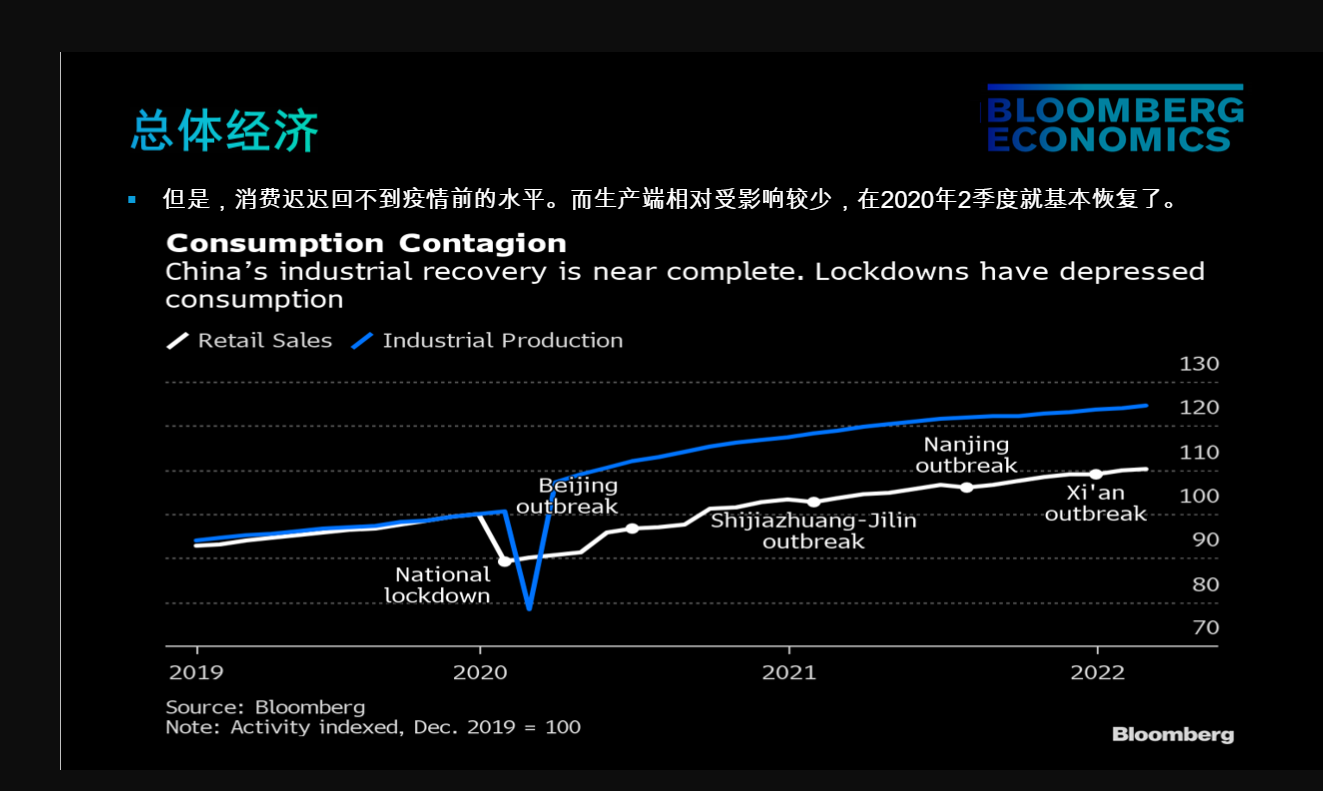 总体经济
BLOOMBERG
ECONOMICS
但是，消费迟迟回不到疫情前的水平。而生产端相对受影响较少，在2020年2季度就基本恢复了。
Consumption Contagion
China’s industrial recovery is near complete. Lockdowns have depressed
consumption
Retail Sales
Industrial Production
130
120
110
100
90
80
70
Nanjing
outbreak
Beijing
outbreak
Xi'an
outbreak
Shijiazhuang-Jilin
outbreak
National
lockdown
2019
2020
2021
2022
Source: Bloomberg
Note: Activity indexed, Dec. 2019 = 100
Bloomberg